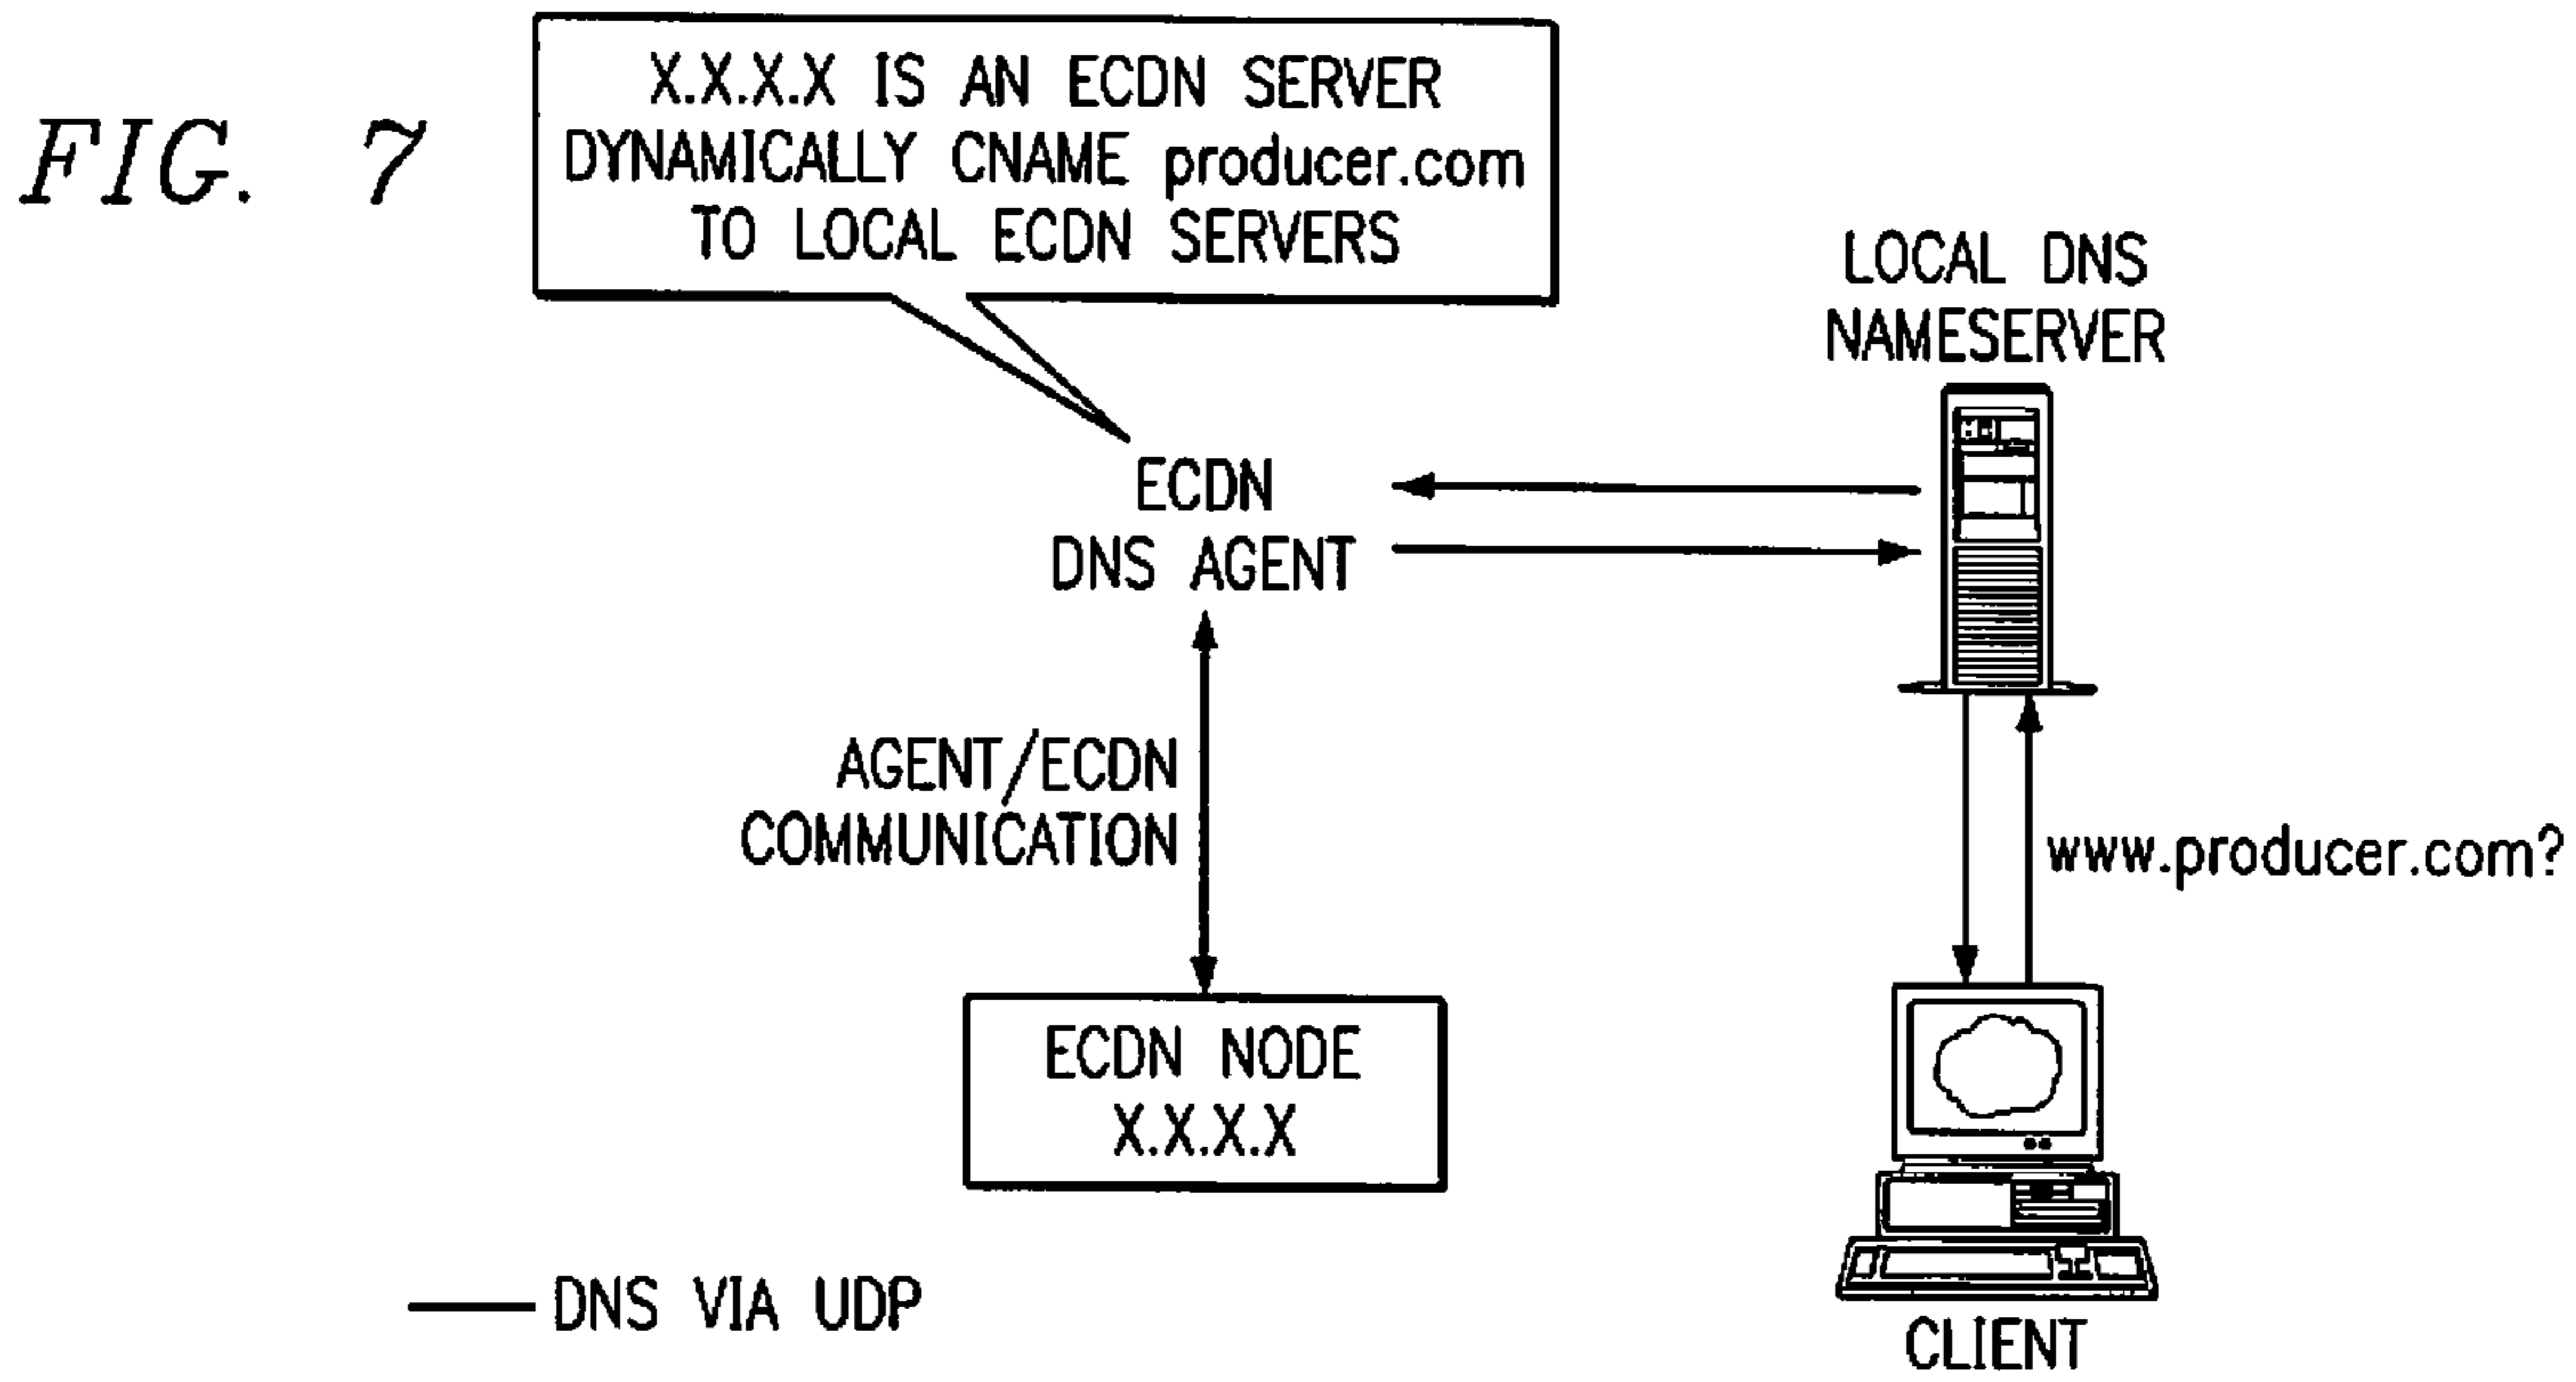 FIG. 7
X.X.X.X IS AN ECDN SERVER
DYNAMICALLY CNAME producer.com
TO LOCAL ECDN SERVERS
LOCAL DNS
NAMESERVER
ECDN
DNS AGENT
AGENT/ECDN
COMMUNICATION
www.producer.com?
ECDN NODE
X.X.X.X
DNS VIA UDP
CLIENT